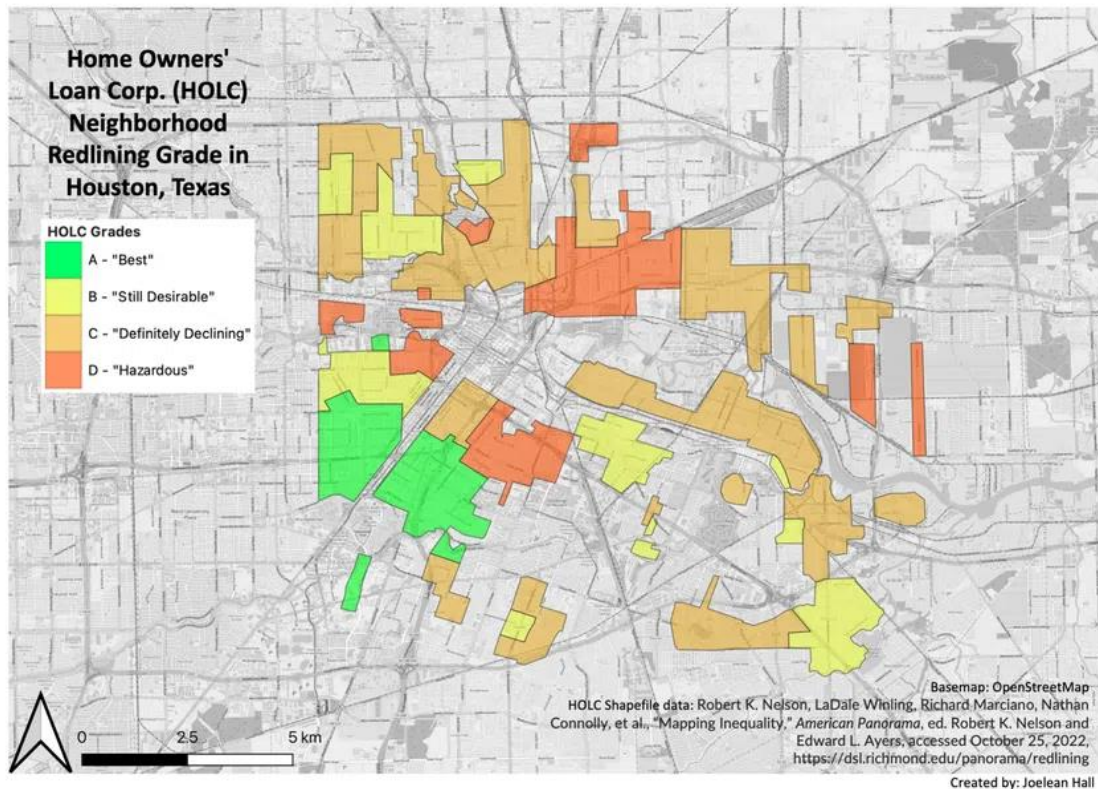 Home Owners'
Loan Corp. (HOLC)
Neighborhood
Redlining Grade in
Houston, Texas
HOLC Grades
A - "Best"
B - "Still Desirable"
C - "Definitely Declining"
D - "Hazardous"
0 2.5 5 km
Basemap: OpenStreetMap
HOLC Shapefile data: Robert K. Nelson, LaDale Winling, Richard Marciano, Nathan
Connolly, et al., “Mapping Inequality,” American Panorama, ed. Robert K. Nelson and
Edward L. Ayers, accessed October 25, 2022,
https://dsl.richmond.edu/panorama/redlining
Created by: Joelean Hall